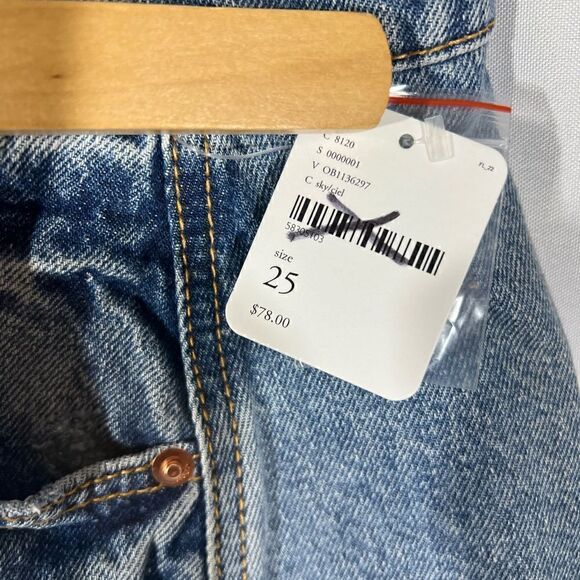 C 8120
S 0000001
V OB1136297
C sky/ciel
FL_22
size
25
$78.00